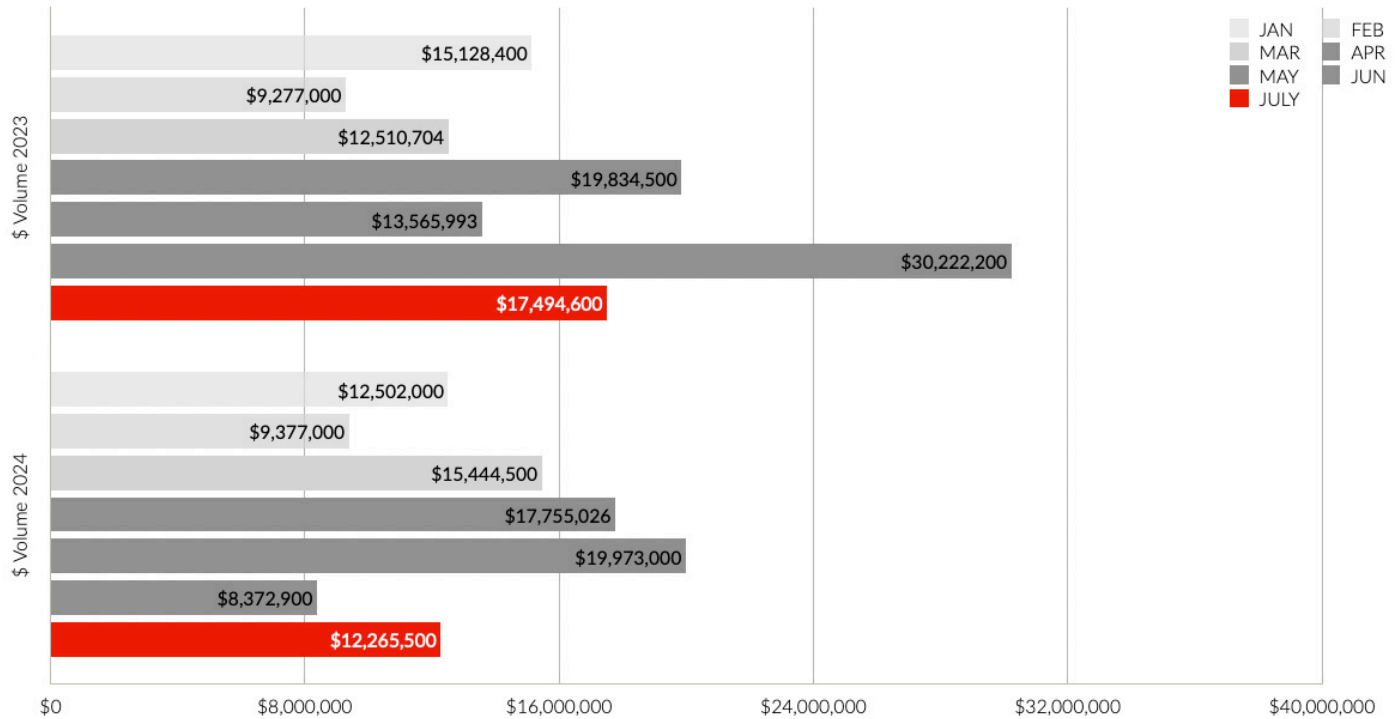 JAN FEB
MAR APR
MAY JUN
JULY
$ Volume 2023
$15,128,400
$9,277,000
$12,510,704
$19,834,500
$13,565,993
$30,222,200
$17,494,600
$ Volume 2024
$12,502,000
$9,377,000
$15,444,500
$17,755,026
$19,973,000
$8,372,900
$12,265,500
$0 $8,000,000 $16,000,000 $24,000,000 $32,000,000 $40,000,000